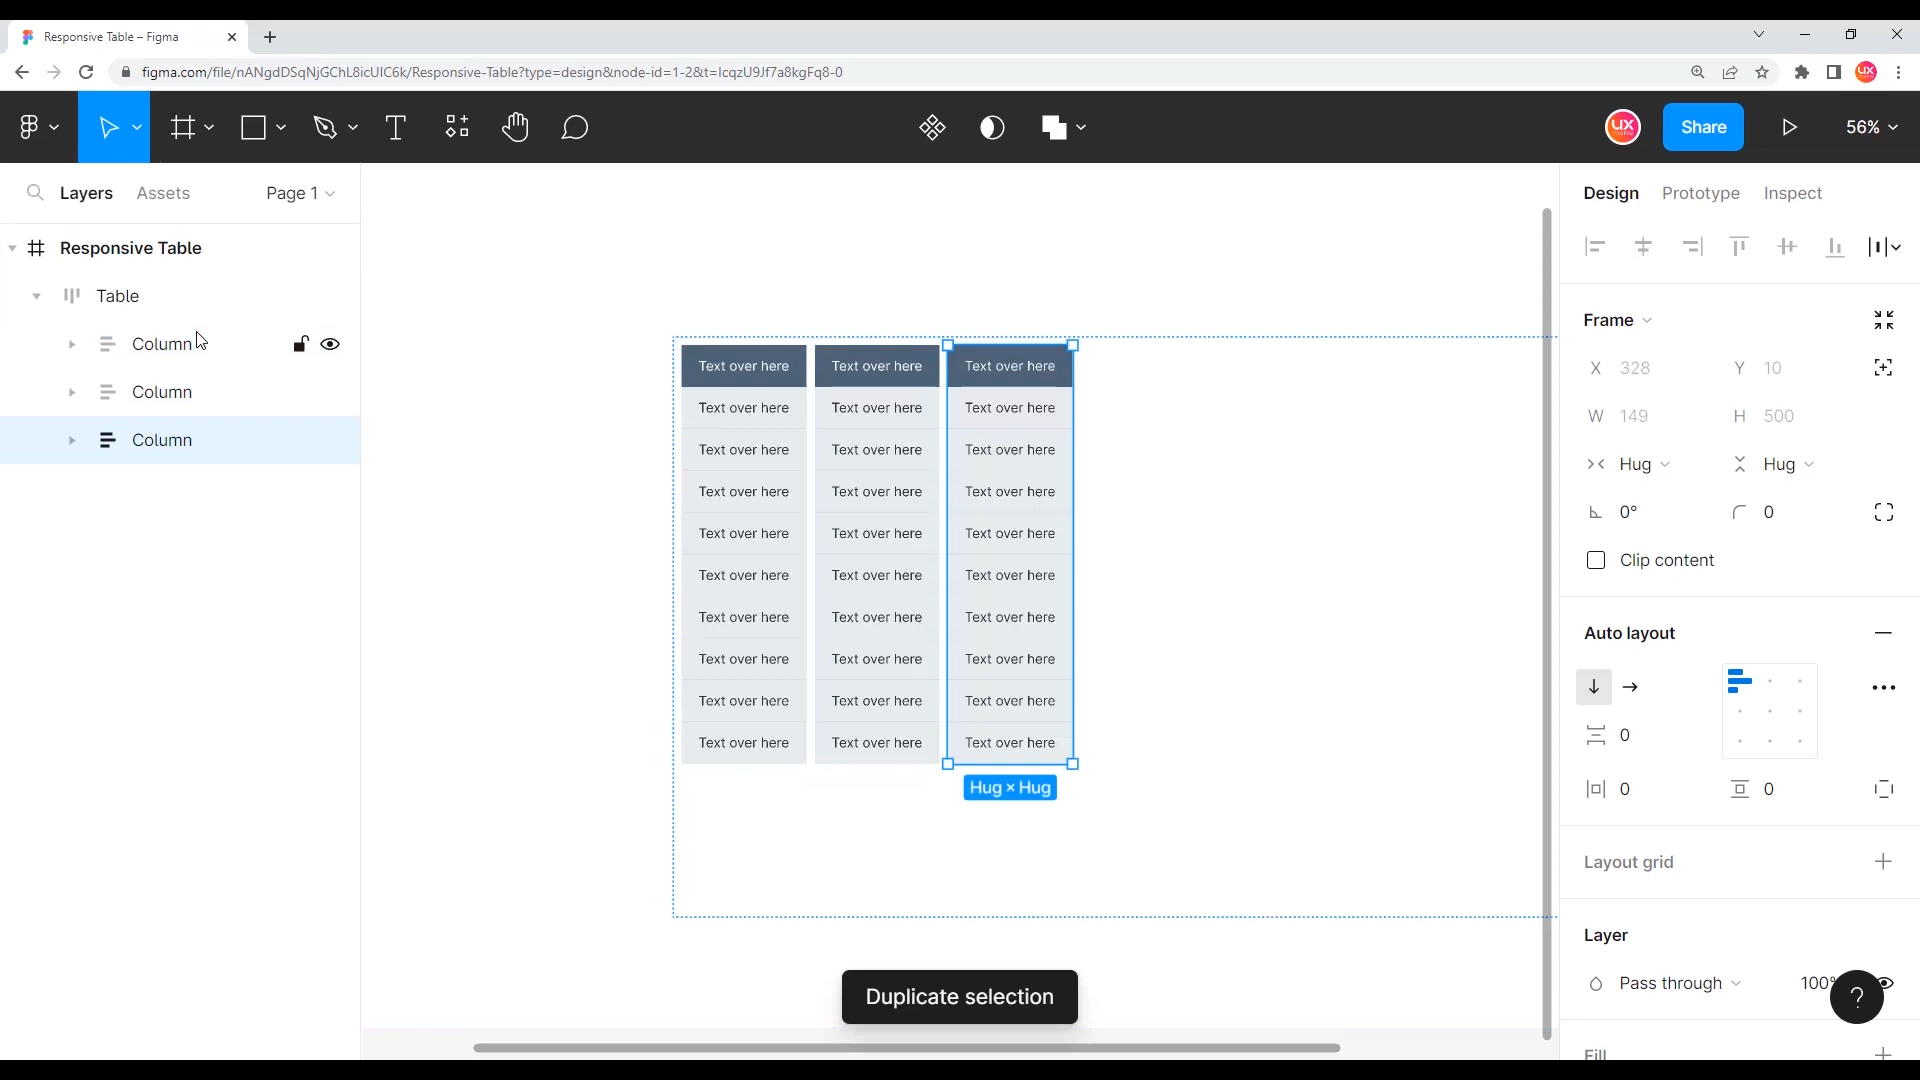 Responsive Table – Figma
figma.com/file/nANgdDSqNjGChL8icUIC6k/Responsive-Table?type=design&node-id=1-2&t=IcqzU9Jf7a8kgFq8-0
UX
UX mania
Share
56%
Layers
Assets
Page 1
Design
Prototype
Inspect
Responsive Table
Table
Column
Column
Column
Text over here Text over here Text over here
Text over here Text over here Text over here
Text over here Text over here Text over here
Text over here Text over here Text over here
Text over here Text over here Text over here
Text over here Text over here Text over here
Text over here Text over here Text over here
Text over here Text over here Text over here
Text over here Text over here Text over here
Text over here Text over here Text over here
Hug × Hug
Duplicate selection
Frame
X 328 Y 10
W 149 H 500
Hug Hug
0° 0
Clip content
Auto layout
0
0 0
Layout grid
Layer
Pass through 100%
?
Fill